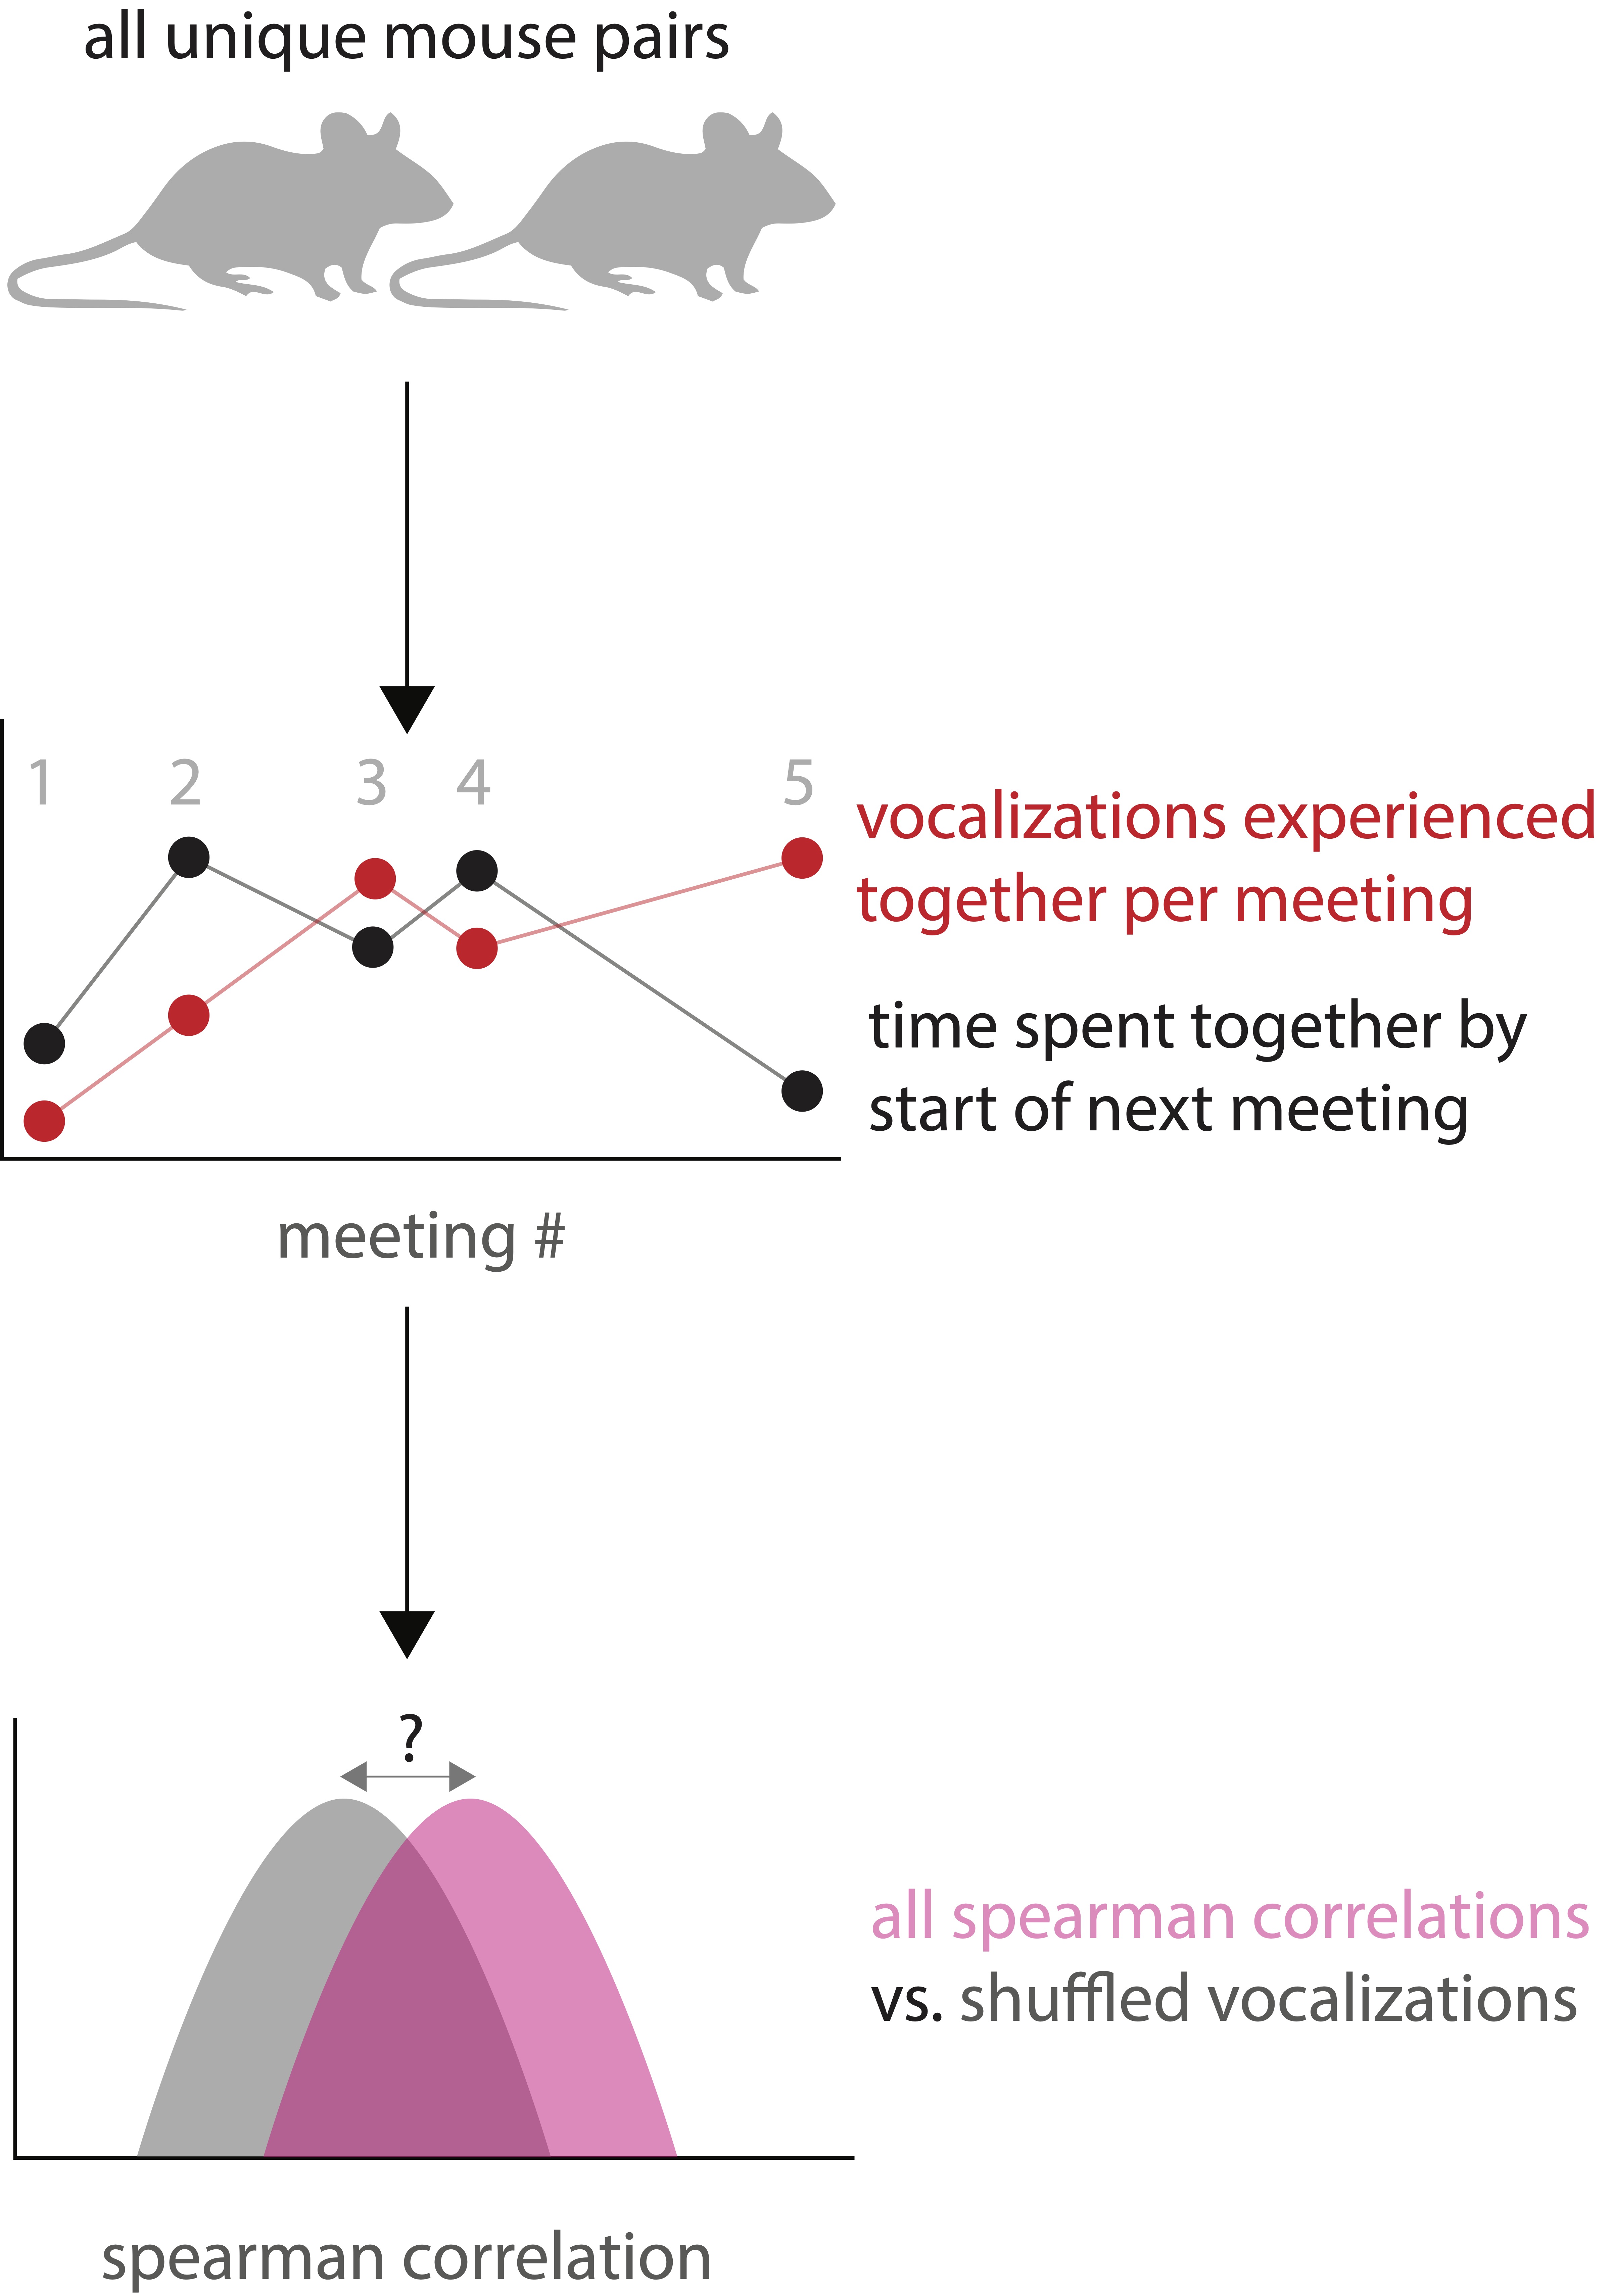 all unique mouse pairs
1 2 3 4 5
vocalizations experienced
together per meeting
time spent together by
start of next meeting
meeting #
?
all spearman correlations
vs. shuffled vocalizations
spearman correlation